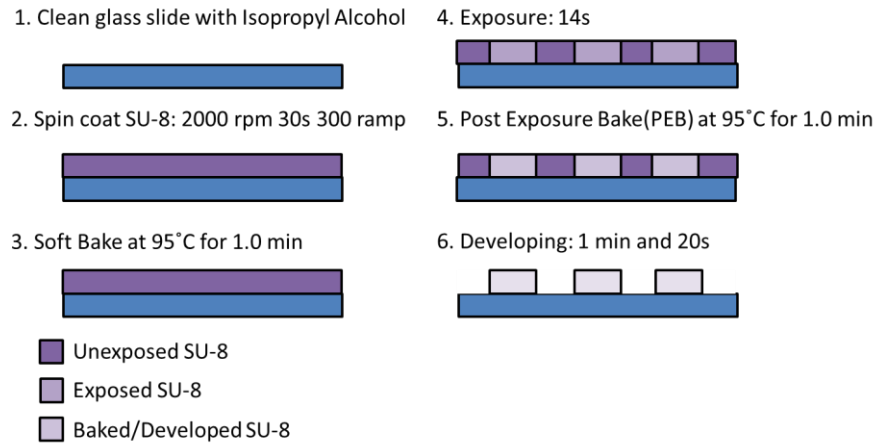 1. Clean glass slide with Isopropyl Alcohol
2. Spin coat SU-8: 2000 rpm 30s 300 ramp
3. Soft Bake at 95˚C for 1.0 min
4. Exposure: 14s
5. Post Exposure Bake(PEB) at 95˚C for 1.0 min
6. Developing: 1 min and 20s
Unexposed SU-8
Exposed SU-8
Baked/Developed SU-8